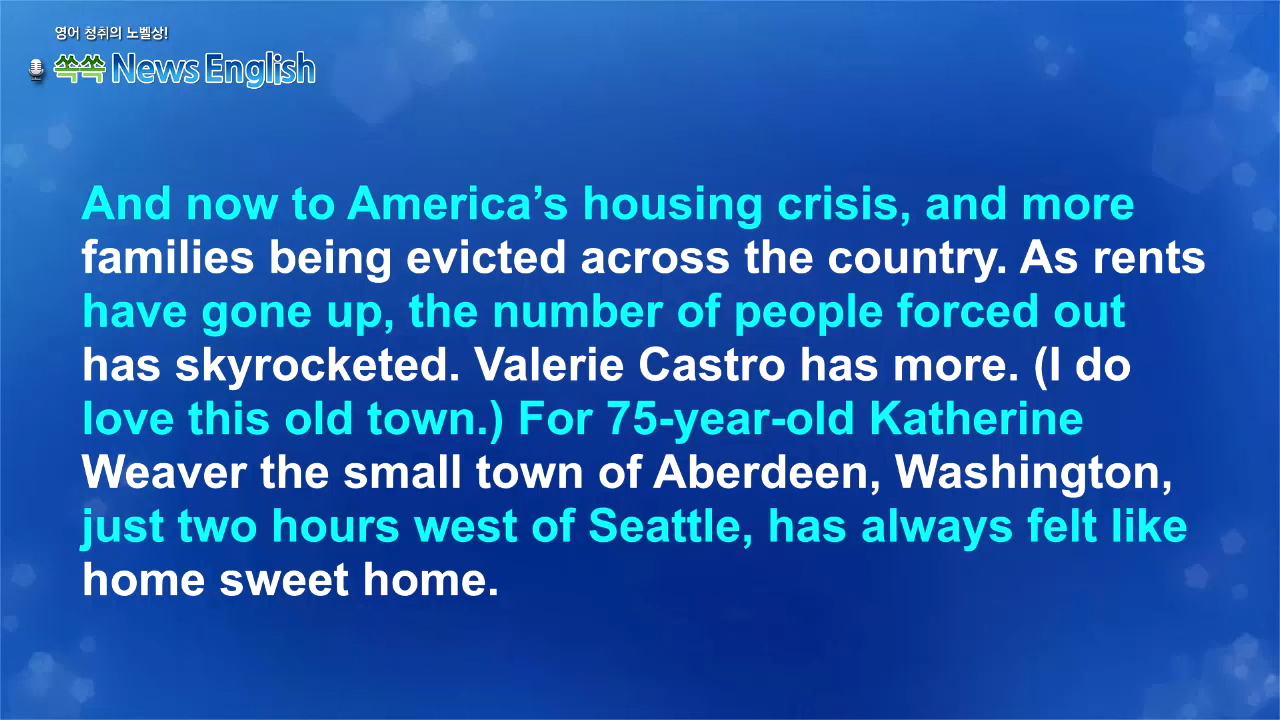 영어 청취의 노벨상!
쏙쏙 News English
And now to America’s housing crisis, and more
families being evicted across the country. As rents
have gone up, the number of people forced out
has skyrocketed. Valerie Castro has more. (I do
love this old town.) For 75-year-old Katherine
Weaver the small town of Aberdeen, Washington,
just two hours west of Seattle, has always felt like
home sweet home.